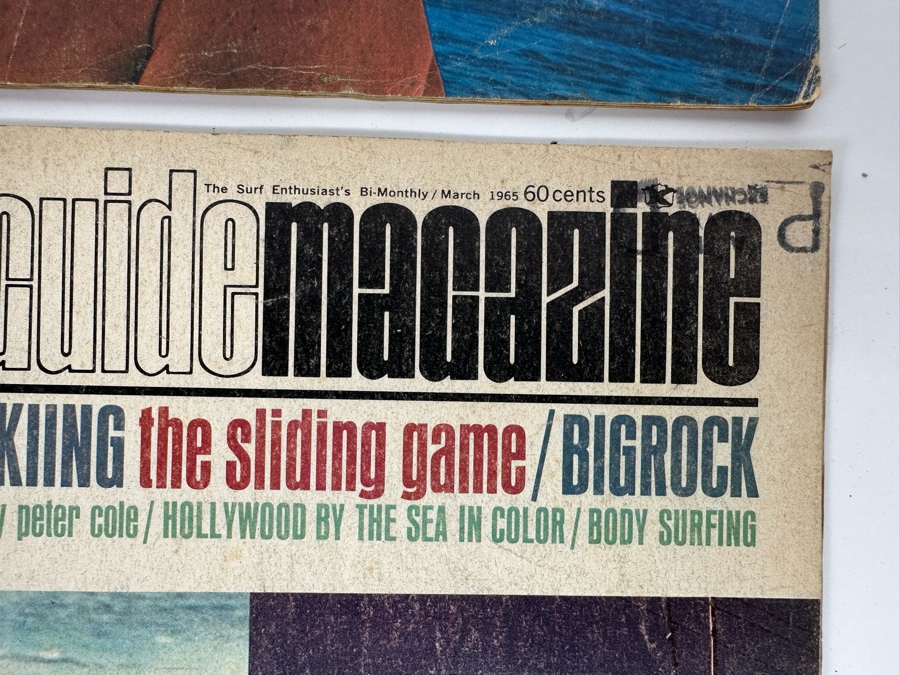 The Surf Enthusiast's Bi-Monthly / March 1965 60 cents
guidemagazine
KIING the sliding game / BIGROCK
y peter cole / HOLLYWOOD BY THE SEA IN COLOR / BODY SURFING